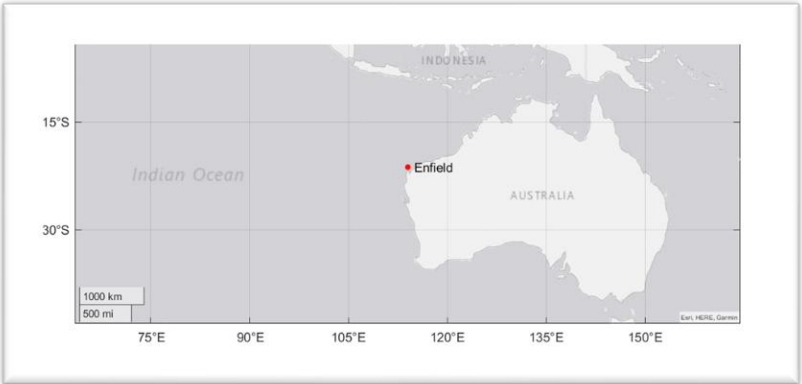 INDONESIA
15°S
Enfield
Indian Ocean
AUSTRALIA
30°S
1000 km
500 mi
Esri, HERE, Garmin
75°E 90°E 105°E 120°E 135°E 150°E